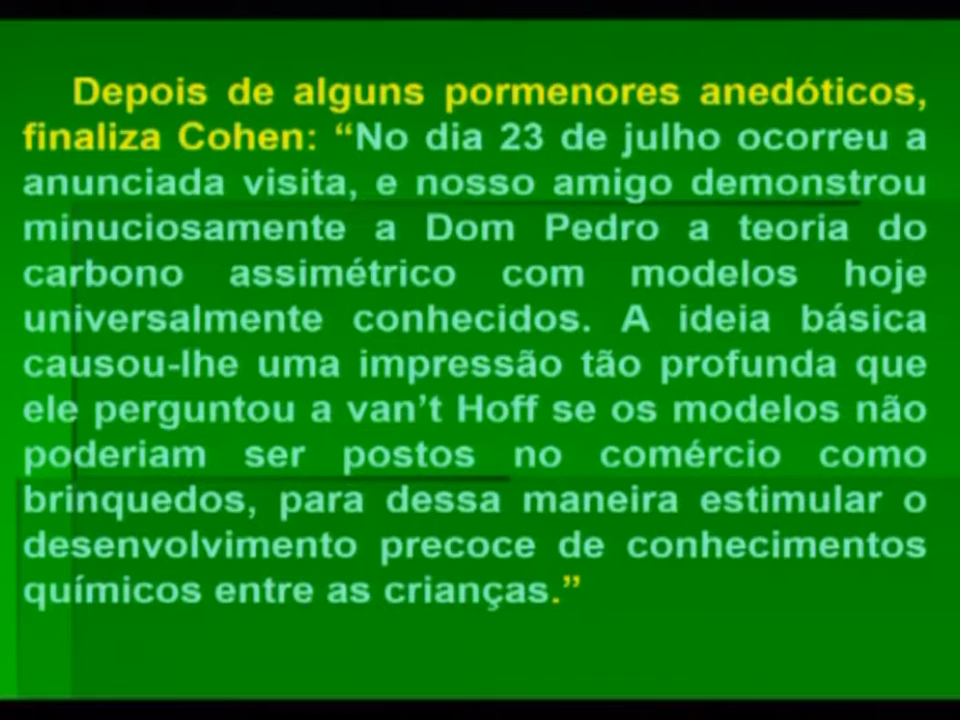 Depois de alguns pormenores anedóticos,
finaliza Cohen: “No dia 23 de julho ocorreu a
anunciada visita, e nosso amigo demonstrou
minuciosamente a Dom Pedro a teoria do
carbono assimétrico com modelos hoje
universalmente conhecidos. A ideia básica
causou-lhe uma impressão tão profunda que
ele perguntou a van’t Hoff se os modelos não
poderiam ser postos no comércio como
brinquedos, para dessa maneira estimular o
desenvolvimento precoce de conhecimentos
químicos entre as crianças.”